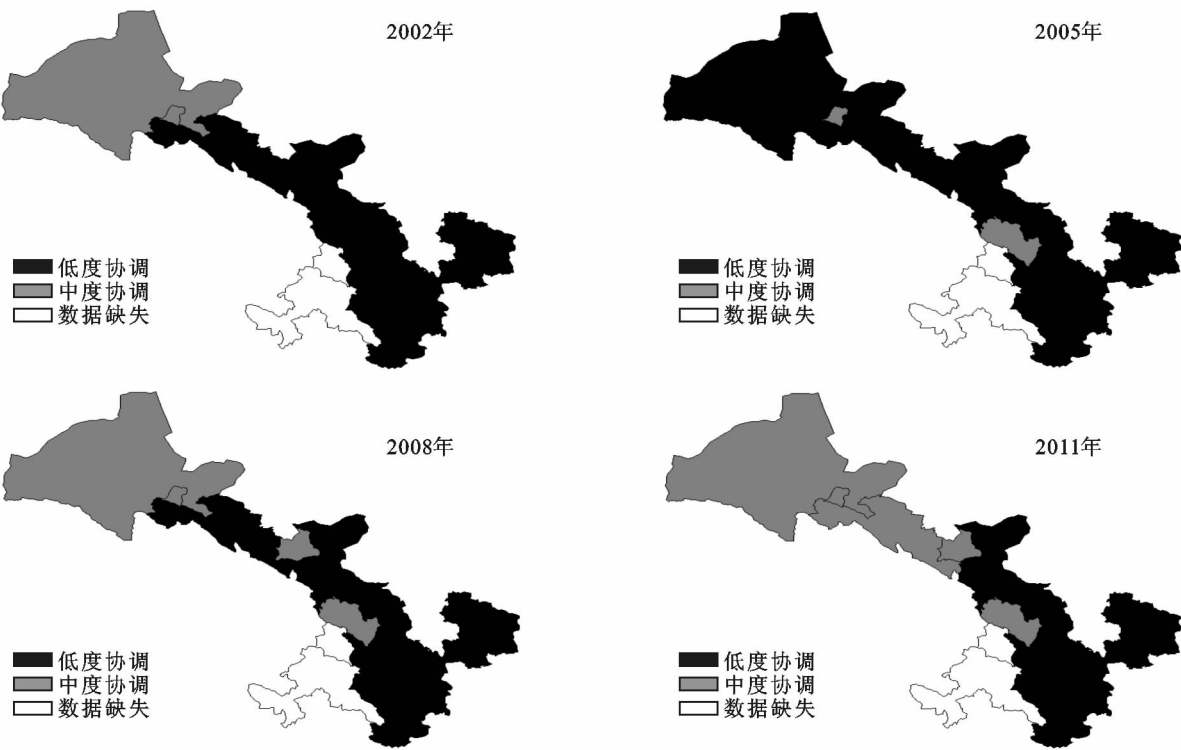 2002年
低度协调
中度协调
数据缺失
2005年
低度协调
中度协调
数据缺失
2008年
低度协调
中度协调
数据缺失
2011年
低度协调
中度协调
数据缺失